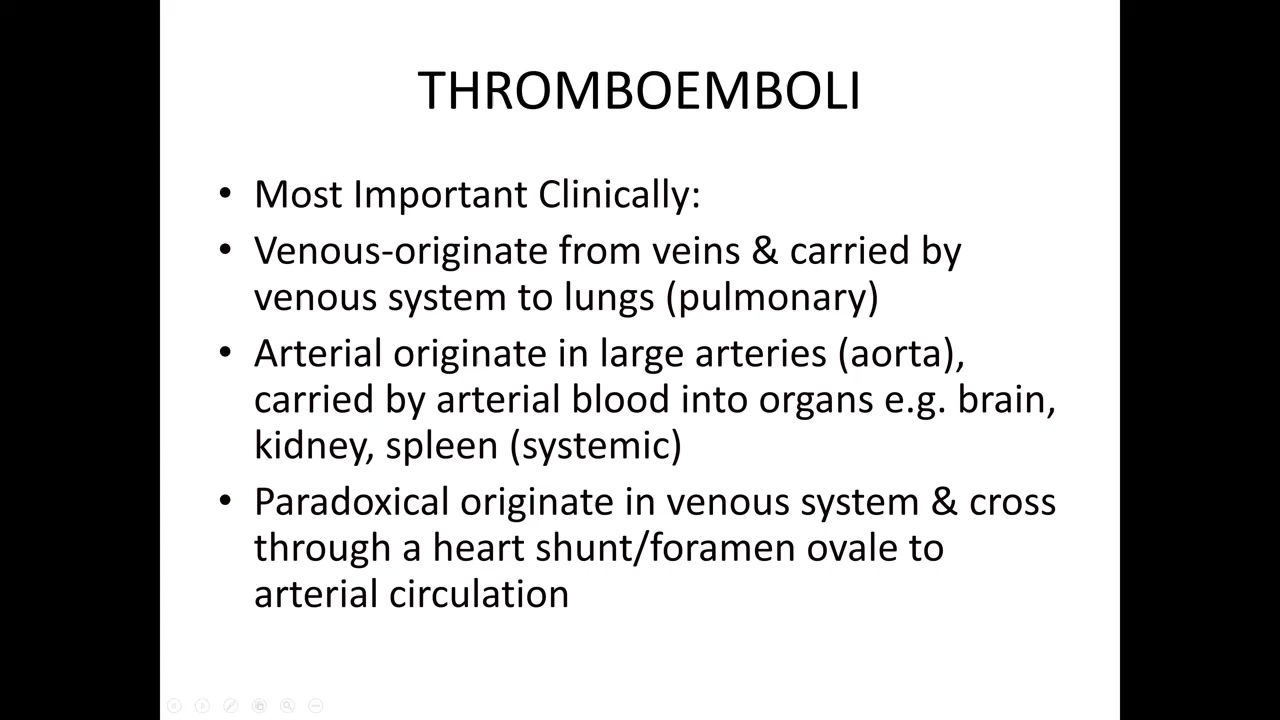 THROMBOEMBOLI
• Most Important Clinically:
• Venous-originate from veins & carried by
venous system to lungs (pulmonary)
• Arterial originate in large arteries (aorta),
carried by arterial blood into organs e.g. brain,
kidney, spleen (systemic)
• Paradoxical originate in venous system & cross
through a heart shunt/foramen ovale to
arterial circulation